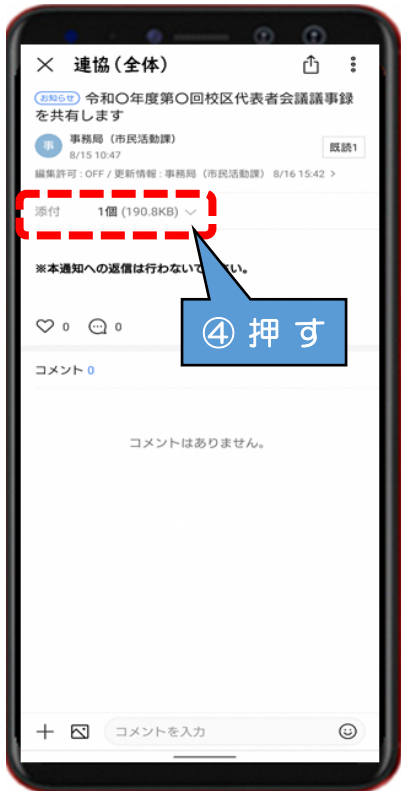 連協(全体)
お知らせ 令和〇年度第〇回校区代表者会議議事録
を共有します
事 事務局(市民活動課)
8/15 10:47
既読1
編集許可 : OFF / 更新情報 : 事務局(市民活動課) 8/16 15:42 >
添付 1個 (190.8KB)
※本通知への返信は行わないで
い。
④ 押 す
0 0
コメント 0
コメントはありません。
コメントを入力